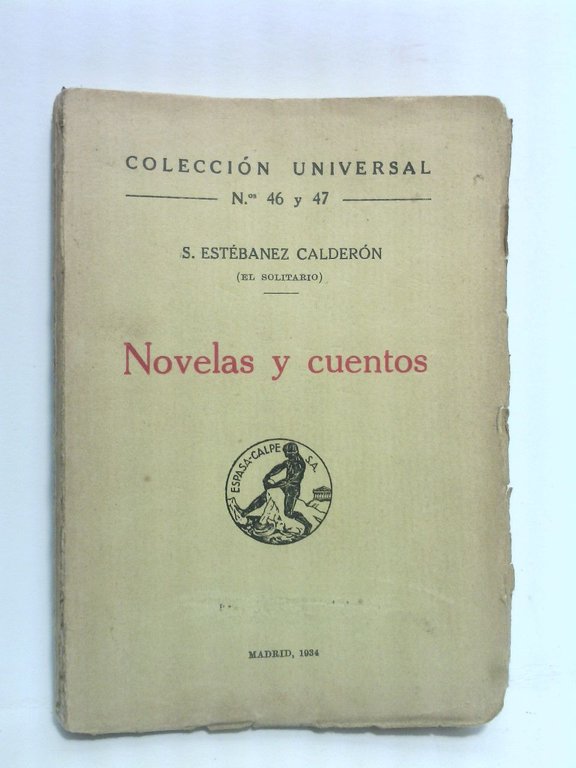 COLECCIÓN UNIVERSAL
N.os 46 y 47
S. ESTÉBANEZ CALDERÓN
(EL SOLITARIO)
Novelas y cuentos
ESPASA-CALPE S.A.
MADRID, 1934